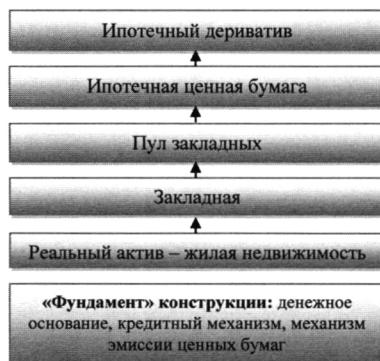 Ипотечный дериватив
Ипотечная ценная бумага
Пул закладных
Закладная
Реальный актив – жилая недвижимость
«Фундамент» конструкции: денежное
основание, кредитный механизм, механизм
эмиссии ценных бумаг